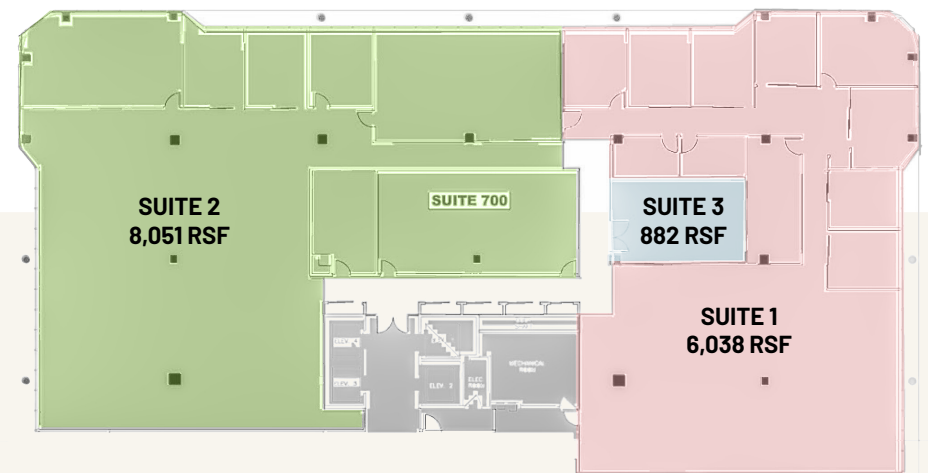 SUITE 700
SUITE 2
8,051 RSF
SUITE 3
882 RSF
SUITE 1
6,038 RSF
MECHANICAL
ROOM
ELEV. 2
ELEC
ROOM